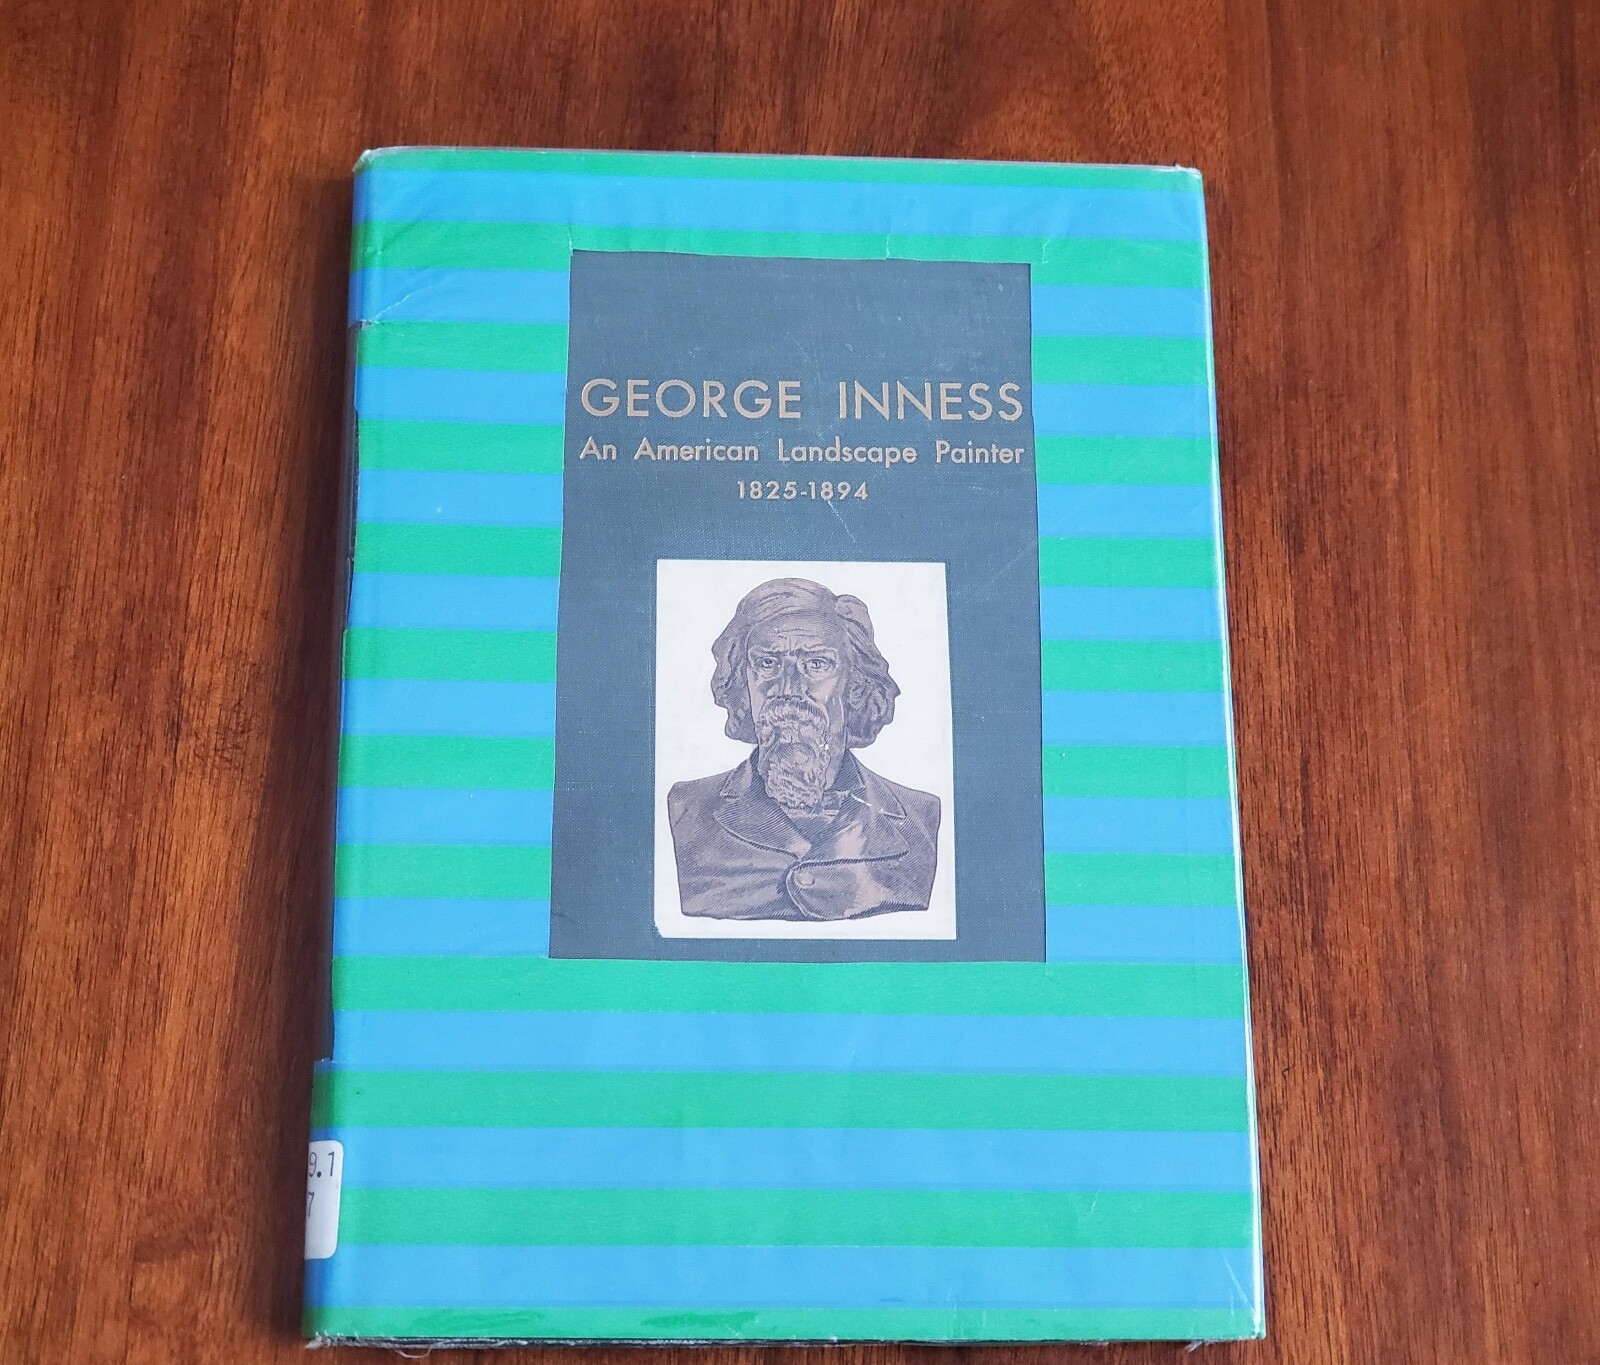 GEORGE INNESS
An American Landscape Painter
1825-1894
9.1
7